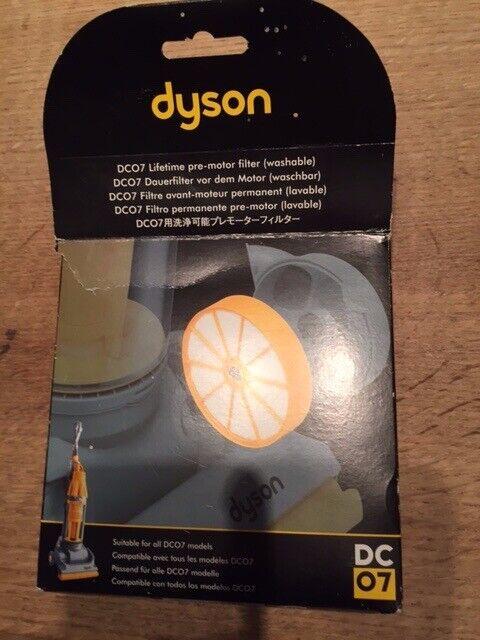 dyson
DC07 Lifetime pre-motor filter (washable)
DC07 Dauerfilter vor dem Motor (waschbar)
DC07 Filtre avant-moteur permanent (lavable)
DC07 Filtro permanente pre-motor (lavable)
DC07用洗浄可能プレモーターフィルター
dyson
Suitable for all DC07 models
Compatible avec tous les modeles DC07
Passend für alle DC07 modelle
Compatible con todos las modelas DC07
DC
07